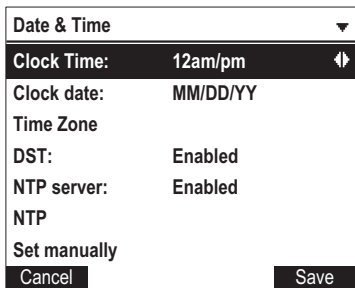 Date & Time
Clock Time: 12am/pm
Clock date: MM/DD/YY
Time Zone
DST: Enabled
NTP server: Enabled
NTP
Set manually
Cancel Save